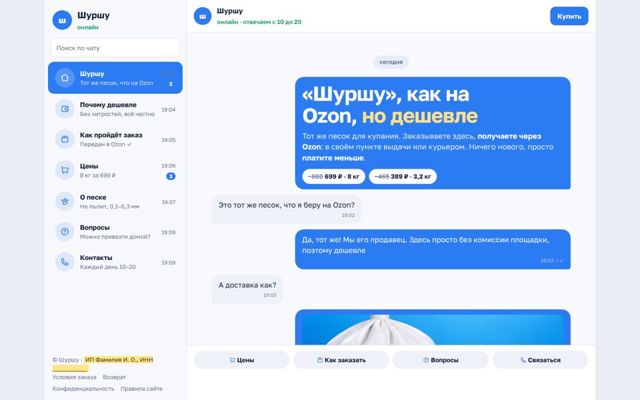 ш
Шуршу
онлайн
Поиск по чату
Шуршу
Тот же песок, что на Ozon
2
Почему дешевле
Без хитростей, всё честно
19:04
Как пройдёт заказ
Передан в Ozon ✓
19:05
Цены
8 кг за 699 ₽
19:06
3
О песке
Не пылит, 0,1–0,3 мм
19:07
Вопросы
Можно привезти домой?
19:08
Контакты
Каждый день 10–20
19:09
© Шуршу · ИП Фамилия И. О., ИНН
Условия заказа Возврат
Конфиденциальность Правила сайта
ш
Шуршу
онлайн · отвечаем с 10 до 20
Купить
сегодня
«Шуршу», как на
Ozon, но дешевле
Тот же песок для купания. Заказываете здесь, получаете через
Ozon: в своём пункте выдачи или курьером. Ничего нового, просто
платите меньше.
699 ₽ · 8 кг
389 ₽ · 3,2 кг
Это тот же песок, что я беру на Ozon?
19:02
Да, тот же! Мы его продавец. Здесь просто без комиссии площадки,
поэтому дешевле
19:02 ✓✓
А доставка как?
19:03
Цены
Как заказать
Вопросы
Связаться